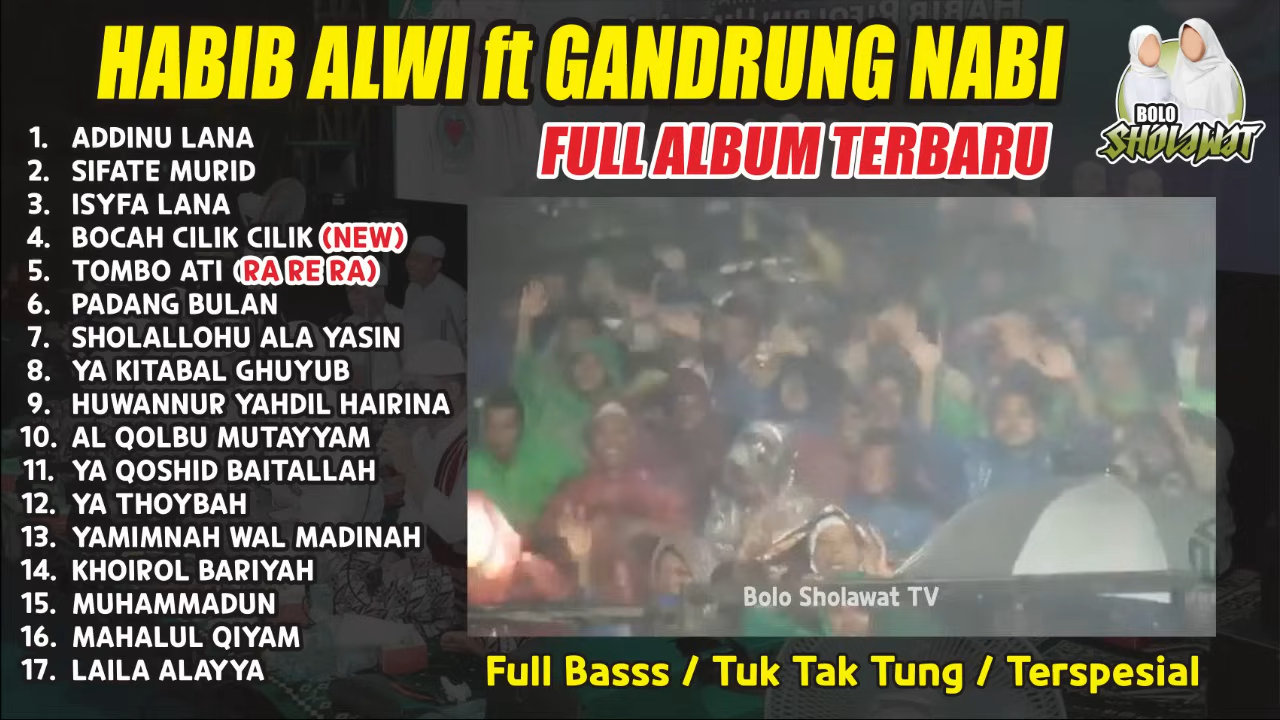 HABIB ALWI ft GANDRUNG NABI
FULL ALBUM TERBARU
BOLO
SHOLAWAT
1. ADDINU LANA
2. SIFATE MURID
3. ISYFA LANA
4. BOCAH CILIK CILIK (NEW)
5. TOMBO ATI (RA RE RA)
6. PADANG BULAN
7. SHOLALLOHU ALA YASIN
8. YA KITABAL GHUYUB
9. HUWANNUR YAHDIL HAIRINA
10. AL QOLBU MUTAYYAM
11. YA QOSHID BAITALLAH
12. YA THOYBAH
13. YAMIMNAH WAL MADINAH
14. KHOIROL BARIYAH
15. MUHAMMADUN
16. MAHALUL QIYAM
17. LAILA ALAYYA
Bolo Sholawat TV
Full Basss / Tuk Tak Tung / Terspesial